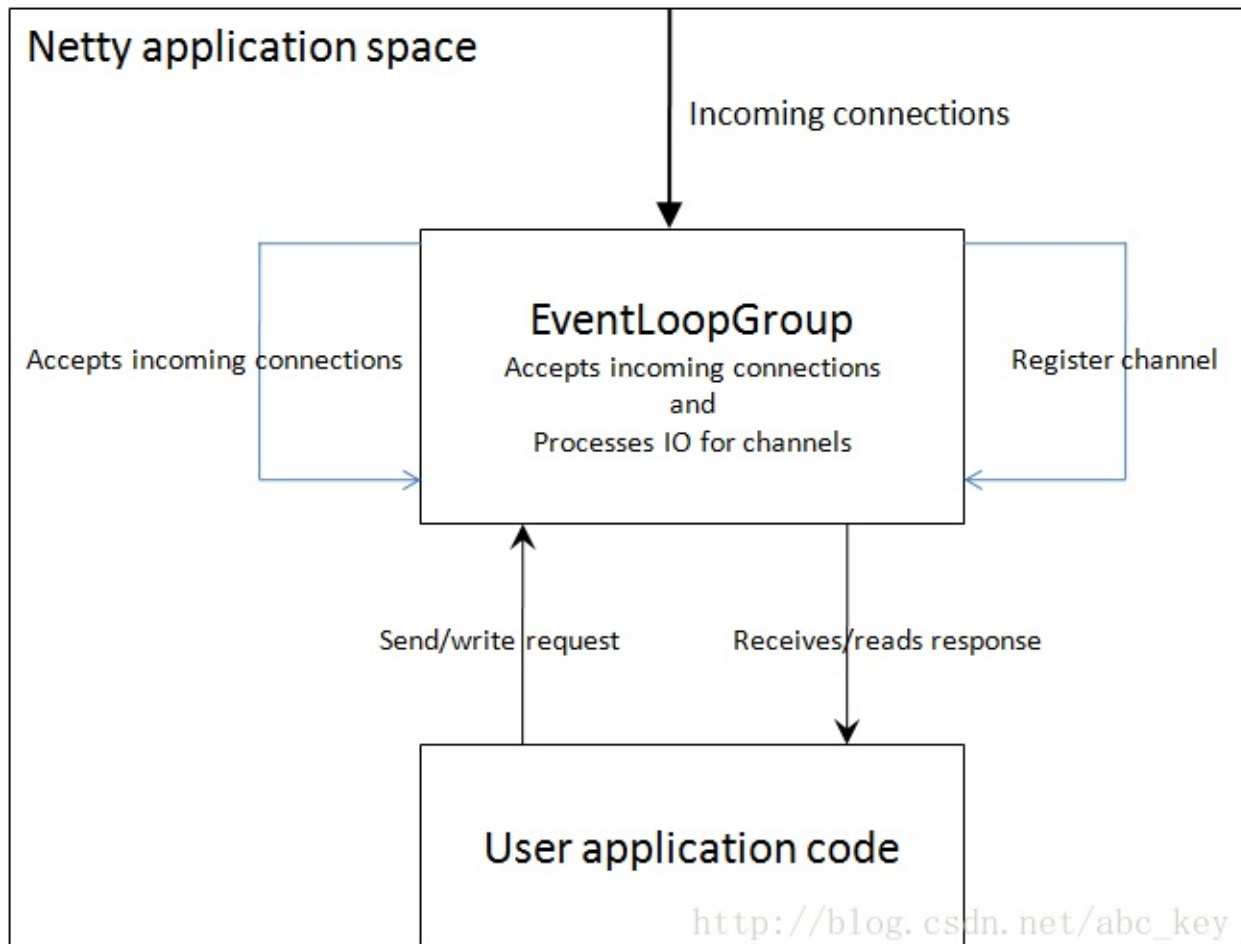 Netty application space
Incoming connections
EventLoopGroup
Accepts incoming connections
and
Processes IO for channels
Accepts incoming connections
Register channel
Send/write request
Receives/reads response
User application code
http://blog.csdn.net/abc_key